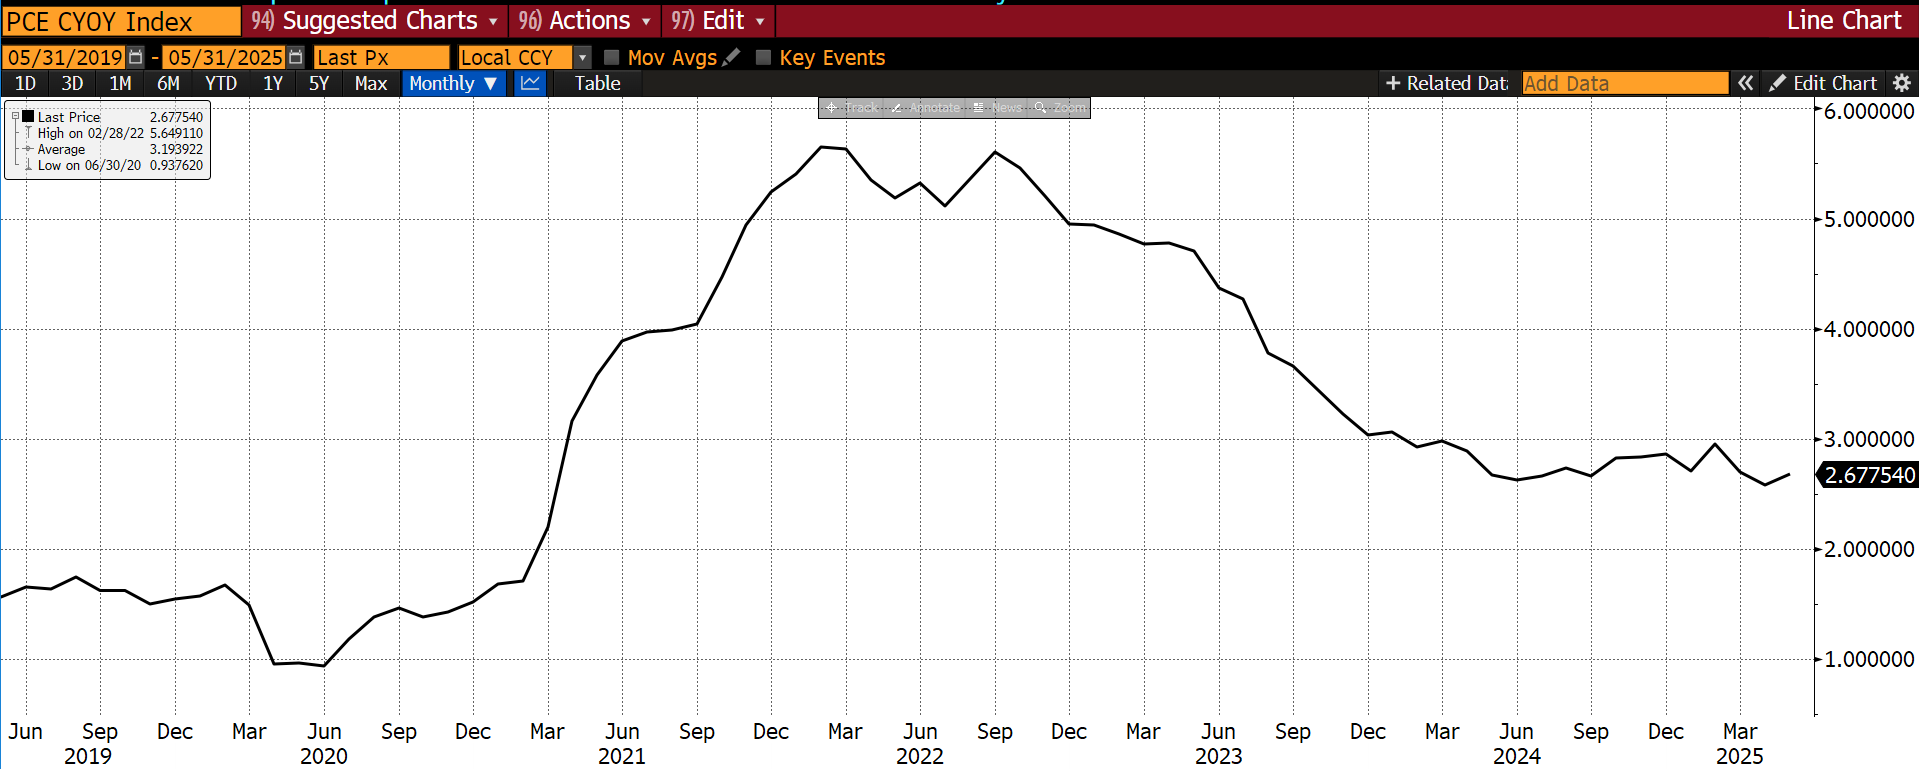 PCE CYOY Index 94) Suggested Charts 96) Actions 97) Edit Line Chart
05/31/2019 - 05/31/2025 Last Px Local CCY Mov Avgs Key Events
1D 3D 1M 6M YTD 1Y 5Y Max Monthly ▼ Table + Related Dat Add Data « Edit Chart
Track Annotate News Zoom
Last Price 2.677540
High on 02/28/22 5.649110
Average 3.193922
Low on 06/30/20 0.937620
6.000000
5.000000
4.000000
3.000000
2.677540
2.000000
1.000000
Jun Sep Dec Mar Jun Sep Dec Mar Jun Sep Dec Mar Jun Sep Dec Mar Jun Sep Dec Mar Jun Sep Dec Mar
2019 2020 2021 2022 2023 2024 2025